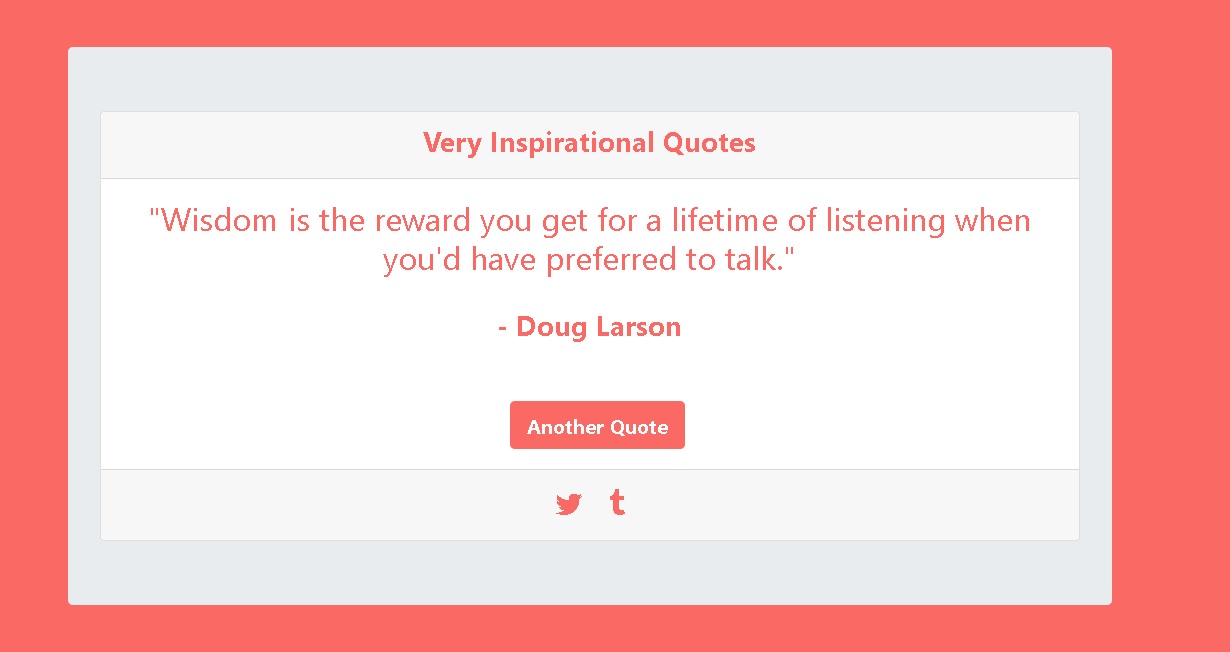 Very Inspirational Quotes
"Wisdom is the reward you get for a lifetime of listening when
you'd have preferred to talk."
- Doug Larson
Another Quote